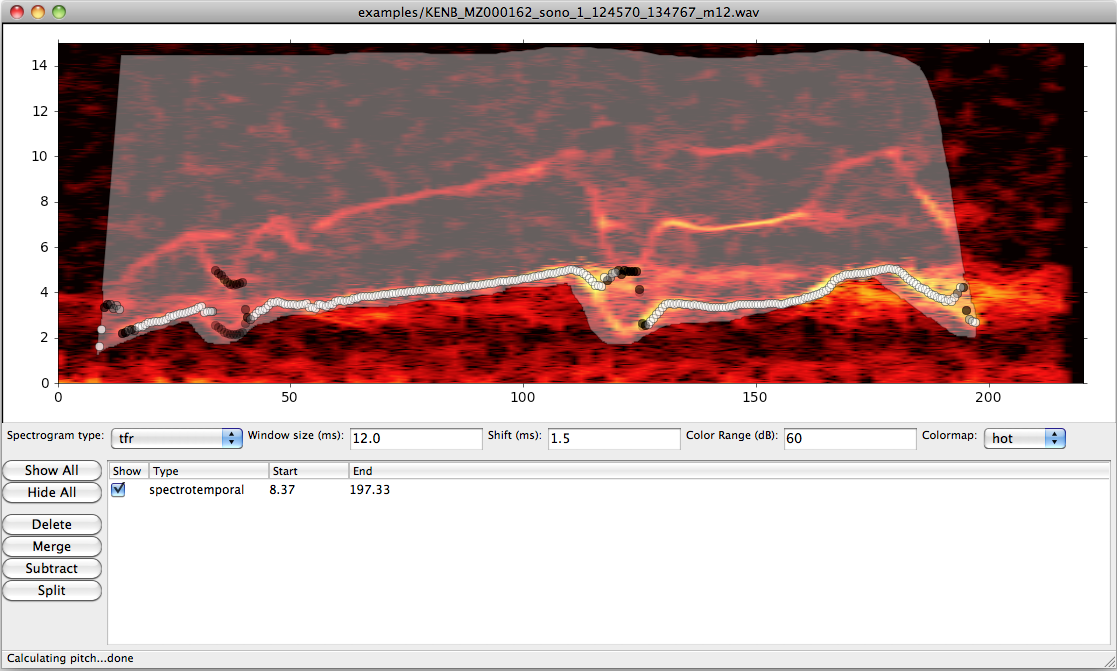 examples/KENB_MZ000162_sono_1_124570_134767_m12.wav
14
12
10
8
6
4
2
0
0 50 100 150 200
Spectrogram type: tfr Window size (ms): 12.0 Shift (ms): 1.5 Color Range (dB): 60 Colormap: hot
Show All
Hide All
Delete
Merge
Subtract
Split
Show Type Start End
spectrotemporal 8.37 197.33
Calculating pitch...done